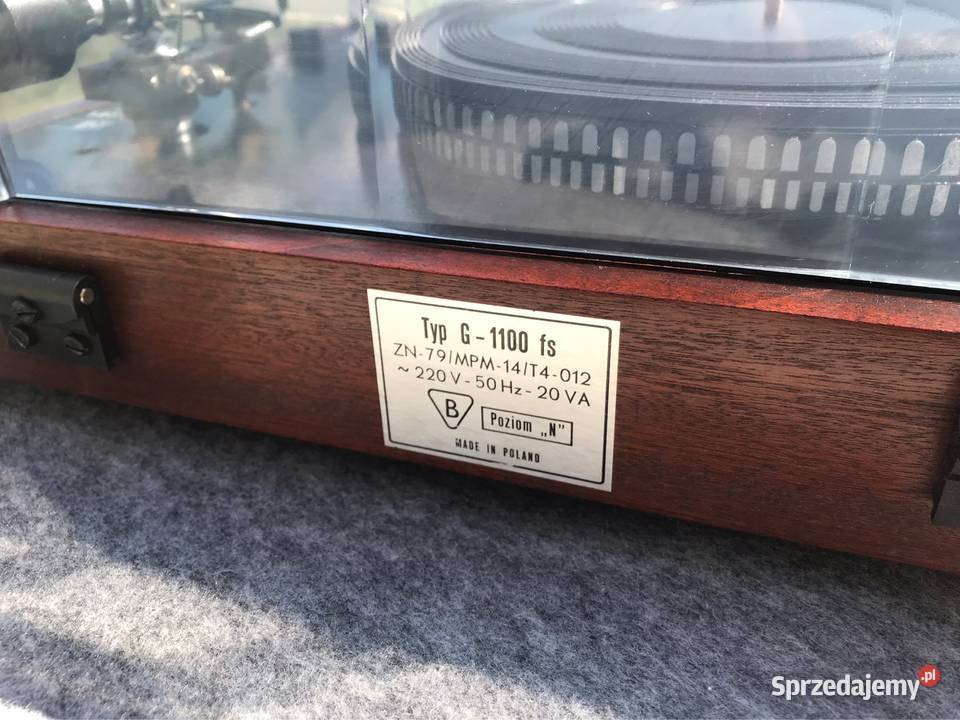 Typ G-1100 fs
ZN-79/MPM-14/T4-012
~ 220 V - 50 Hz - 20 VA
B Poziom „N”
MADE IN POLAND
Sprzedajemy.pl